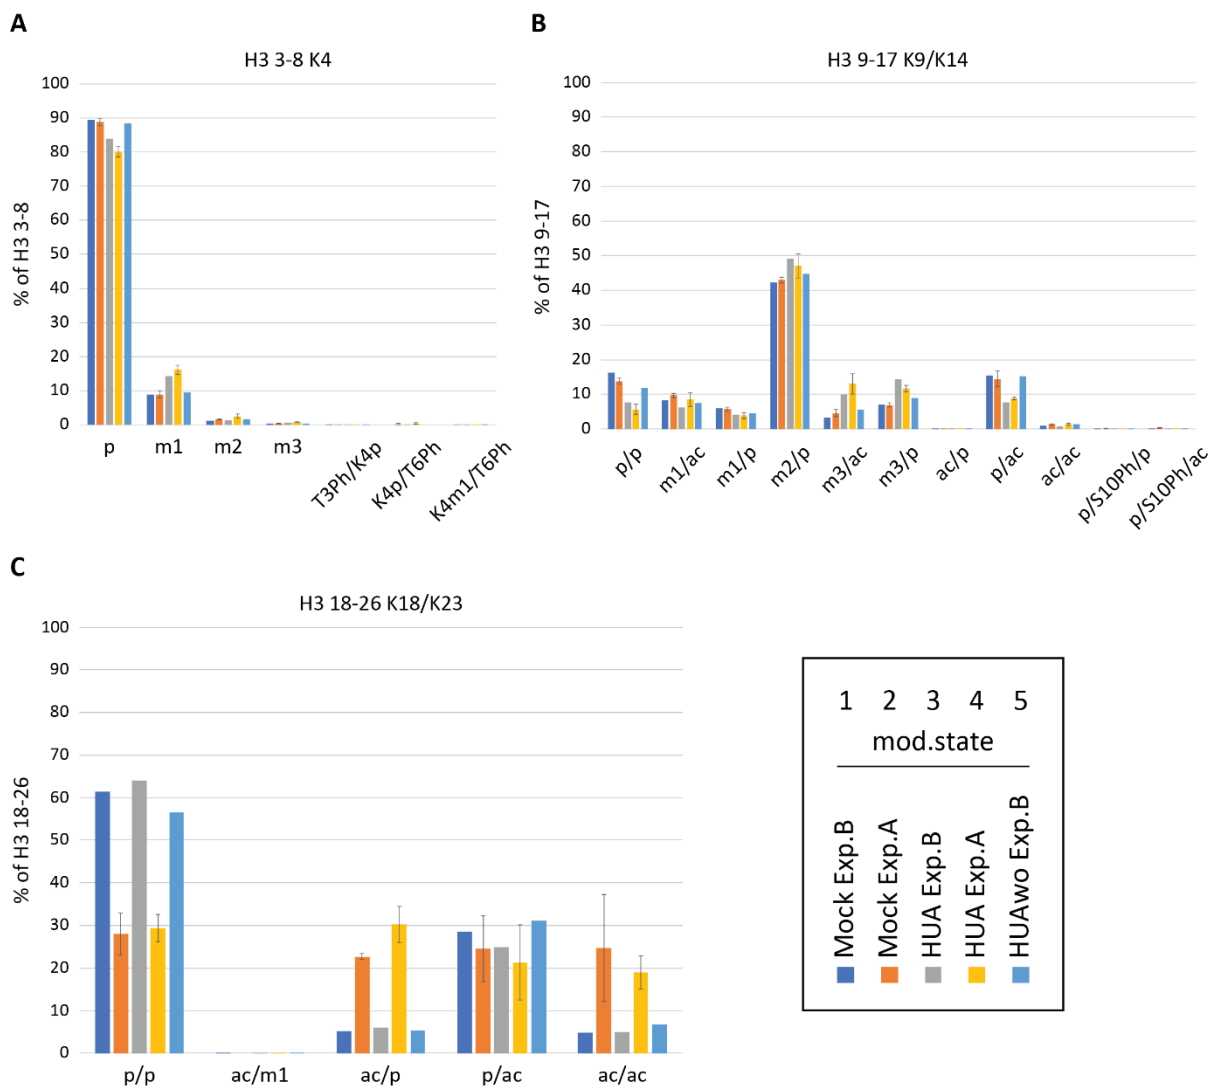 A
H3 3-8 K4
% of H3 3-8
100
90
80
70
60
50
40
30
20
10
0
p
m1
m2
m3
T3Ph/K4p
K4p/T6Ph
K4m1/T6Ph
B
H3 9-17 K9/K14
% of H3 9-17
100
90
80
70
60
50
40
30
20
10
0
p/p
m1/ac
m1/p
m2/p
m3/ac
m3/p
ac/p
p/ac
ac/ac
p/S10Ph/p
p/S10Ph/ac
C
H3 18-26 K18/K23
% of H3 18-26
100
90
80
70
60
50
40
30
20
10
0
p/p
ac/m1
ac/p
p/ac
ac/ac
1 2 3 4 5
mod.state
Mock Exp.B
Mock Exp.A
HUA Exp.B
HUA Exp.A
HUAwo Exp.B